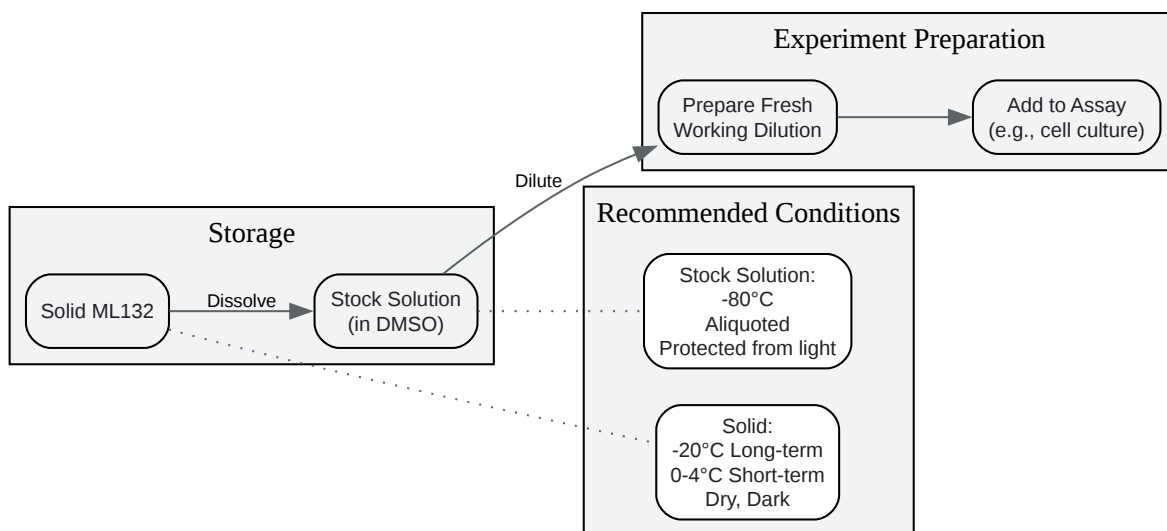 Experiment Preparation
Prepare Fresh
Working Dilution
Add to Assay
(e.g., cell culture)
Dilute
Storage
Solid ML132
Dissolve
Stock Solution
(in DMSO)
Recommended Conditions
Stock Solution:
-80°C
Aliquoted
Protected from light
Solid:
-20°C Long-term
0-4°C Short-term
Dry, Dark